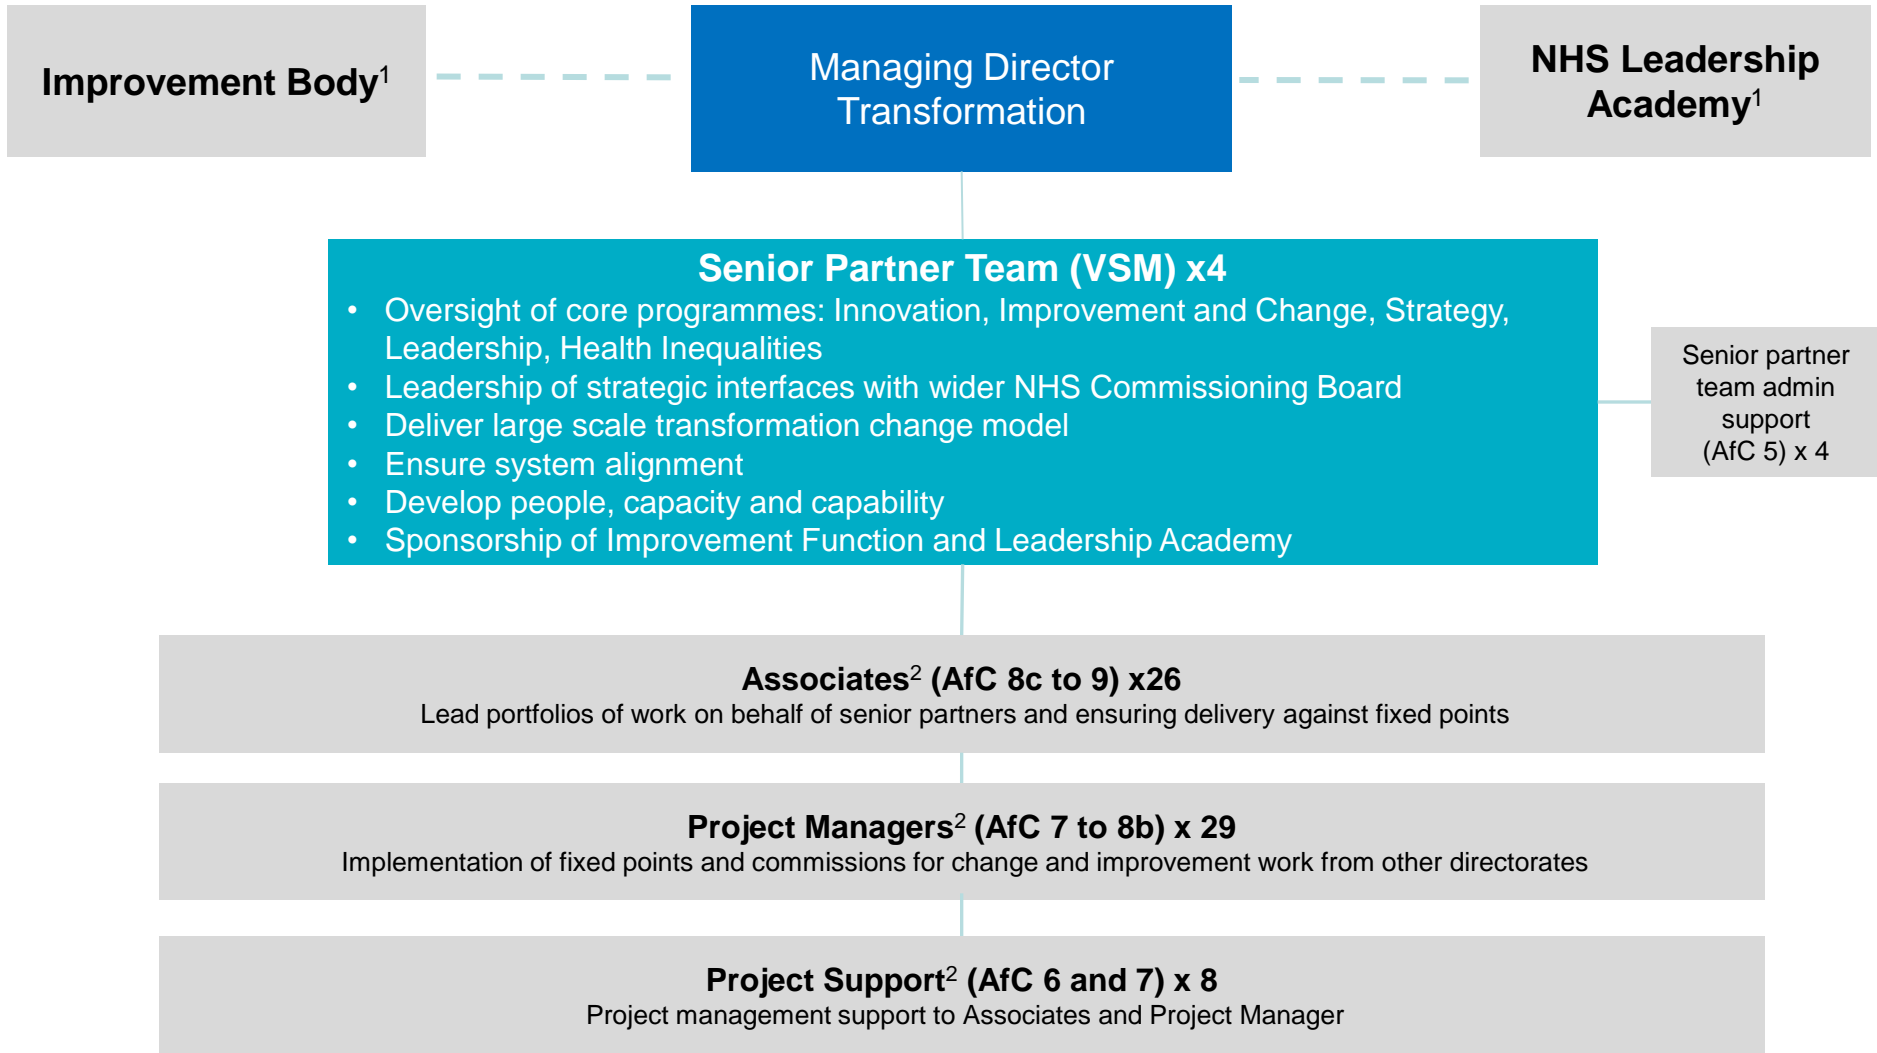 Improvement Body¹
Managing Director
Transformation
NHS Leadership
Academy¹
Senior Partner Team (VSM) x4
• Oversight of core programmes: Innovation, Improvement and Change, Strategy,
Leadership, Health Inequalities
• Leadership of strategic interfaces with wider NHS Commissioning Board
• Deliver large scale transformation change model
• Ensure system alignment
• Develop people, capacity and capability
• Sponsorship of Improvement Function and Leadership Academy
Senior partner
team admin
support
(AfC 5) x 4
Associates² (AfC 8c to 9) x26
Lead portfolios of work on behalf of senior partners and ensuring delivery against fixed points
Project Managers² (AfC 7 to 8b) x 29
Implementation of fixed points and commissions for change and improvement work from other directorates
Project Support² (AfC 6 and 7) x 8
Project management support to Associates and Project Manager